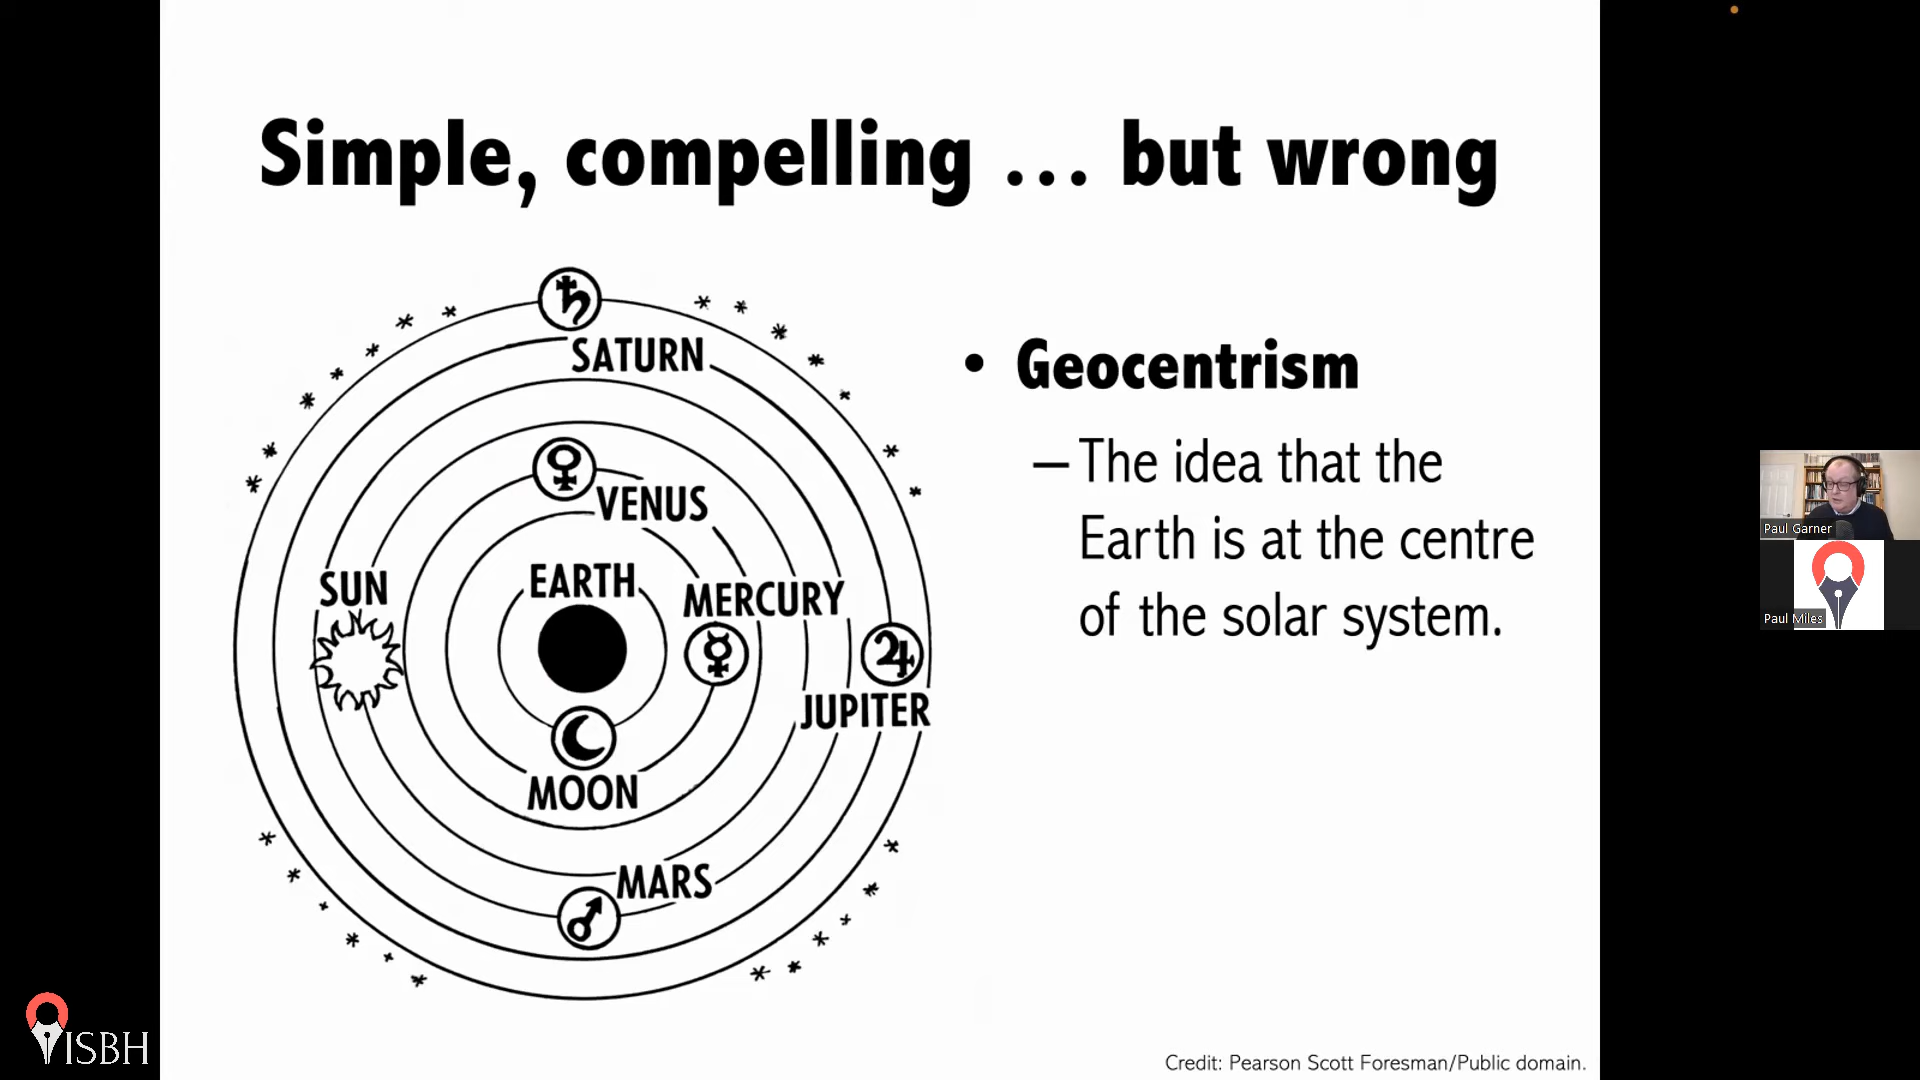 Simple, compelling … but wrong
SATURN
VENUS
SUN
EARTH
MERCURY
JUPITER
MOON
MARS
• Geocentrism
– The idea that the
Earth is at the centre
of the solar system.
Paul Garner
Paul Miles
ISBH
Credit: Pearson Scott Foresman/Public domain.